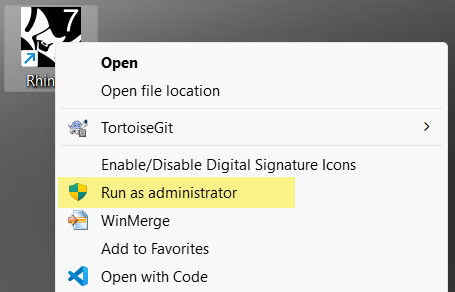 7
Rhin
Open
Open file location
TortoiseGit
Enable/Disable Digital Signature Icons
Run as administrator
WinMerge
Add to Favorites
Open with Code